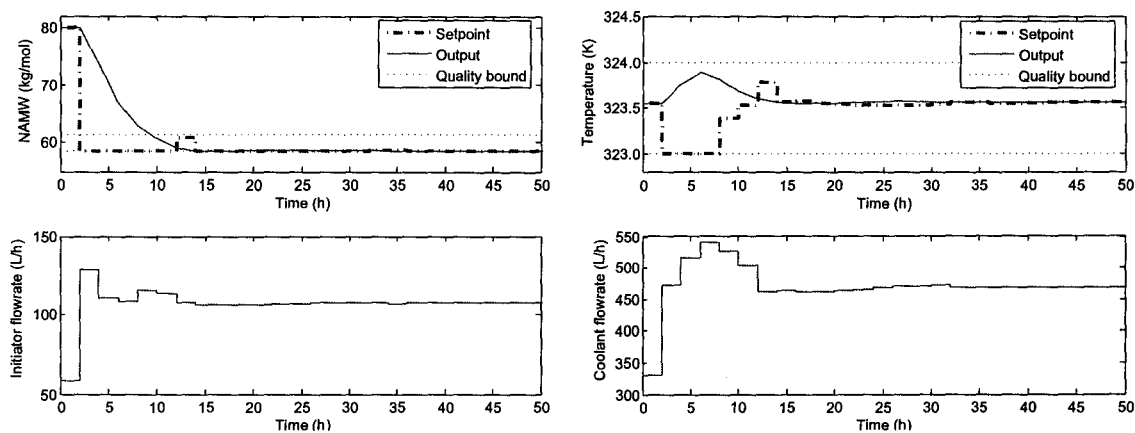 80
60
NAMW (kg/mol)
Setpoint
Output
Quality bound
0 5 10 15 20 25 30 35 40 45 50
Time (h)
324.5
324.0
323.5
323.0
Temperature (K)
Setpoint
Output
Quality bound
0 5 10 15 20 25 30 35 40 45 50
Time (h)
150
100
50
Initiator flowrate (L/h)
0 5 10 15 20 25 30 35 40 45 50
Time (h)
550
500
450
400
350
300
Coolant flowrate (L/h)
0 5 10 15 20 25 30 35 40 45 50
Time (h)